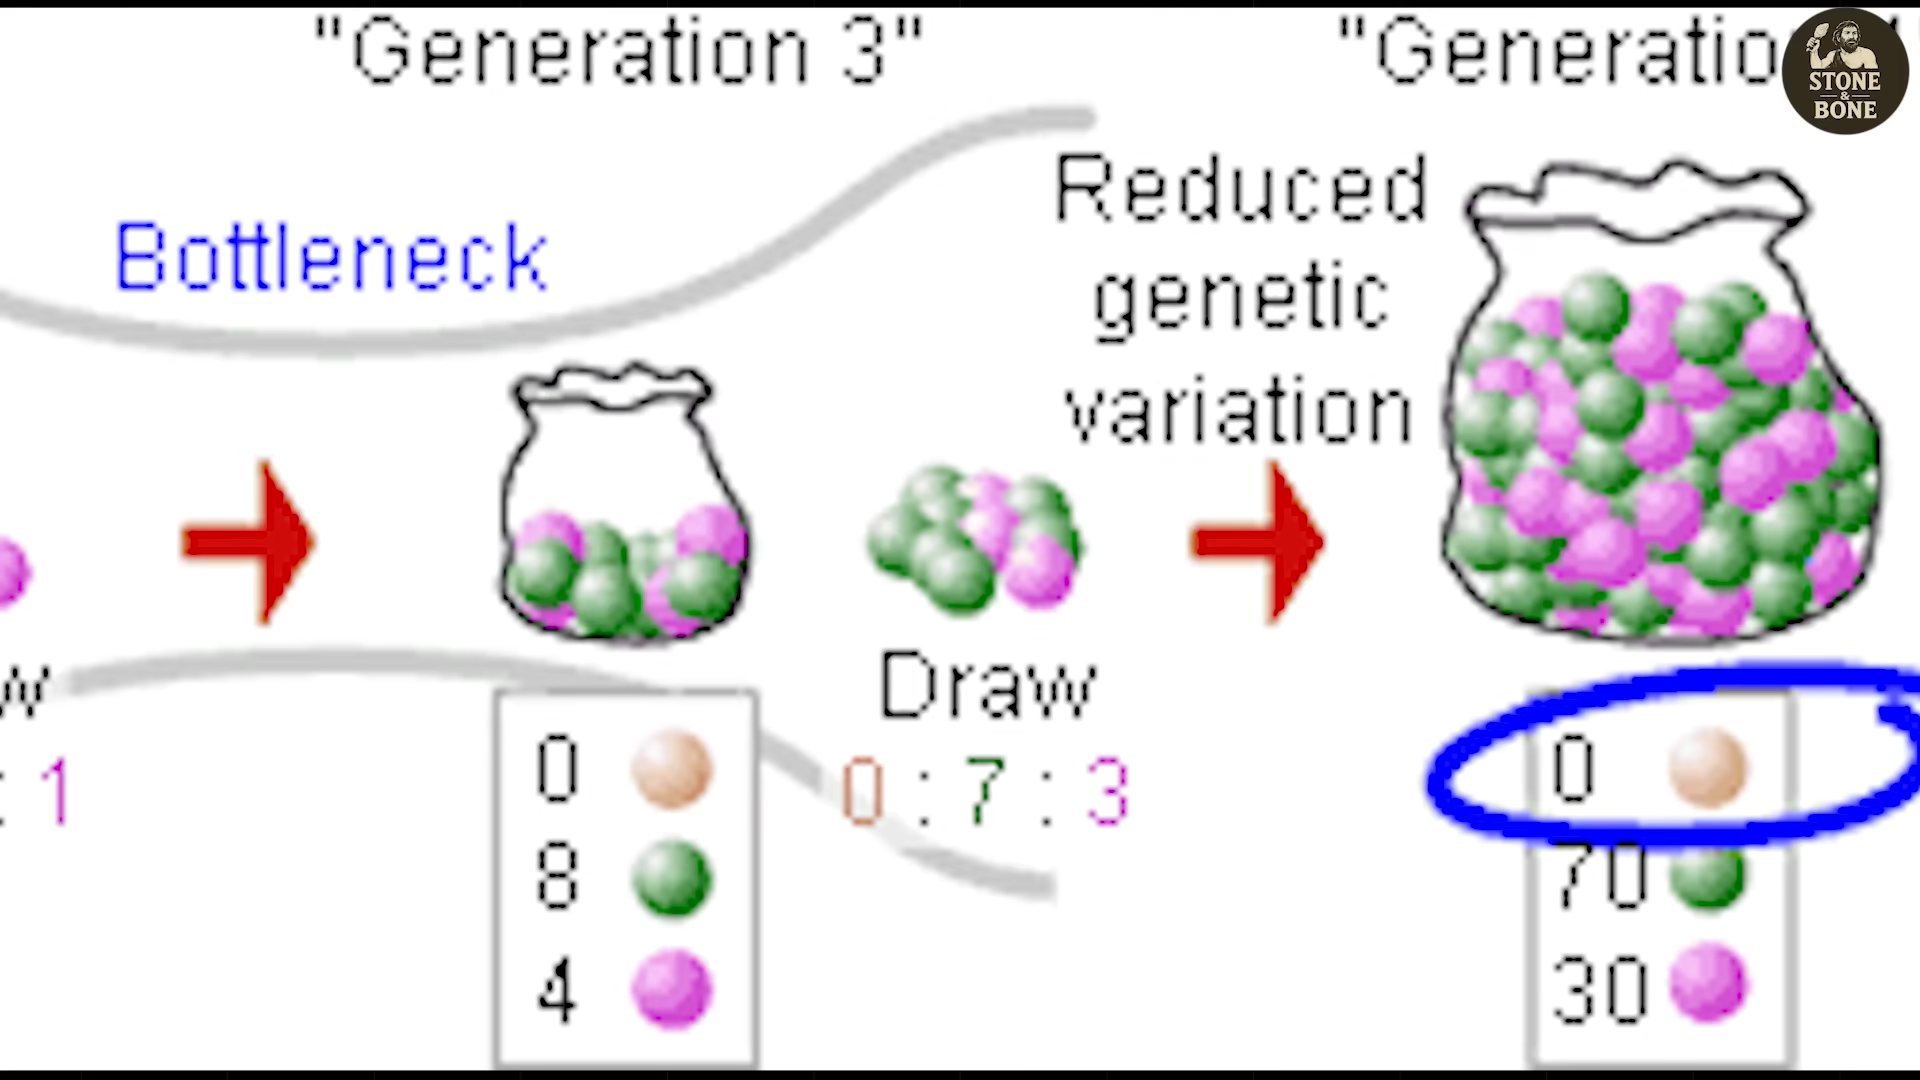 "Generation 3"
"Generatio
STONE
&
BONE
Bottleneck
Reduced
genetic
variation
w
Draw
: 1
0 : 7 : 3
0
8
4
0
70
30